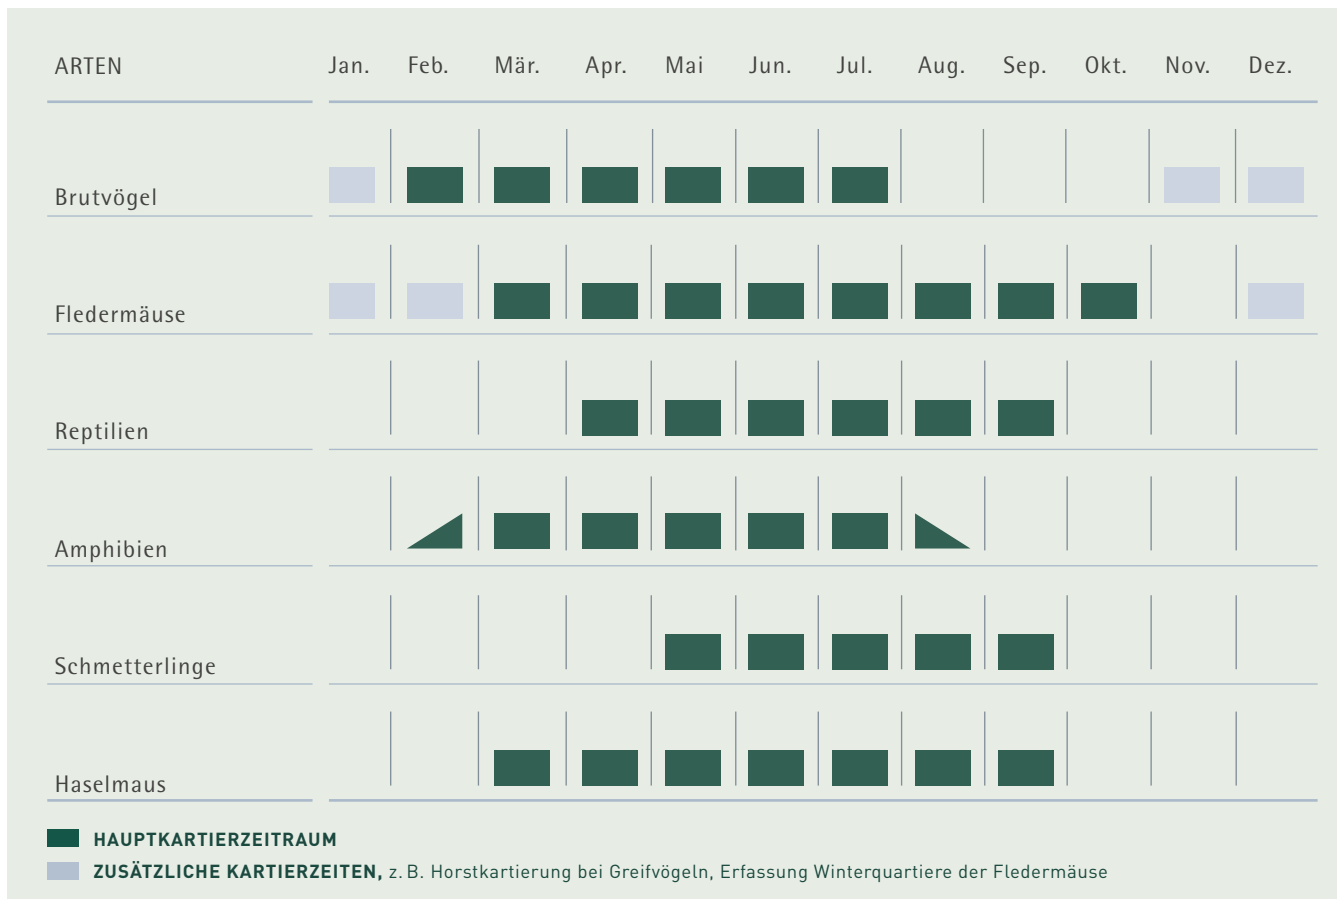 ARTEN Jan. Feb. Mär. Apr. Mai Jun. Jul. Aug. Sep. Okt. Nov. Dez.
Brutvögel
Fledermäuse
Reptilien
Amphibien
Schmetterlinge
Haselmaus
HAUPTKARTIERZEITRAUM
ZUSÄTZLICHE KARTIERZEITEN, z. B. Horstkartierung bei Greifvögeln, Erfassung Winterquartiere der Fledermäuse